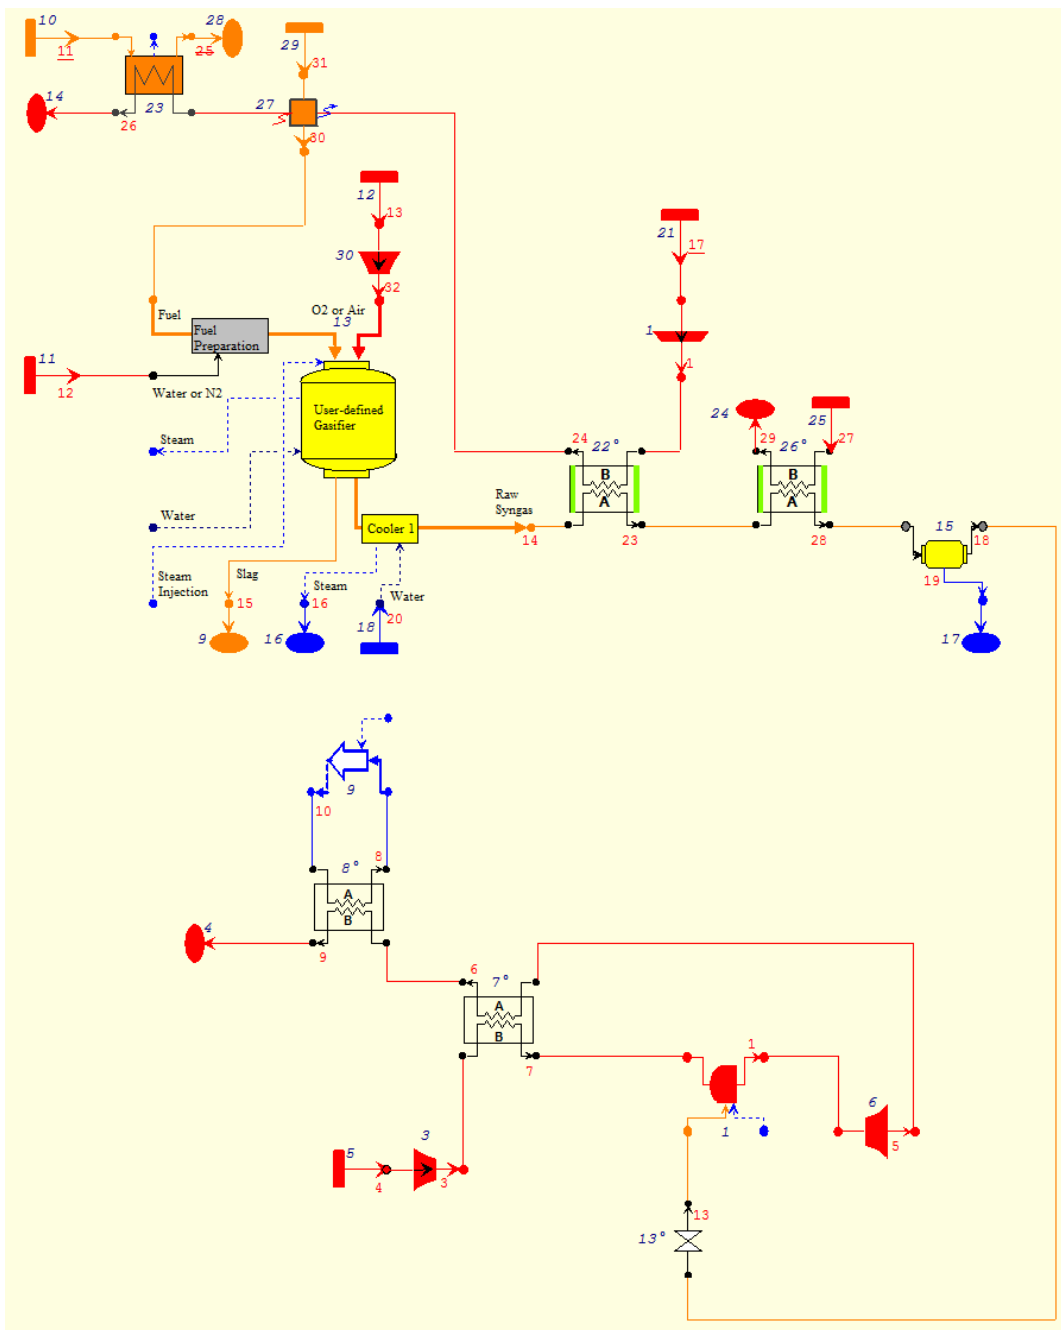 10
28
11
25
29
31
14
23
27
26
30
12
13
30
32
21
17
1
1
Fuel
O2 or Air
13
Fuel
Preparation
11
12
Water or N2
User-defined
Gasifier
Steam
Water
Steam
Injection
Slag
15
9
Cooler 1
Steam
16
16
Water
20
18
Raw
Syngas
14
24
22°
B
A
23
24
29
25
27
26°
B
A
28
15
18
19
17
9
10
8
8°
A
B
4
9
6
7°
A
B
7
1
1
6
5
3
5
4
3
13
13°